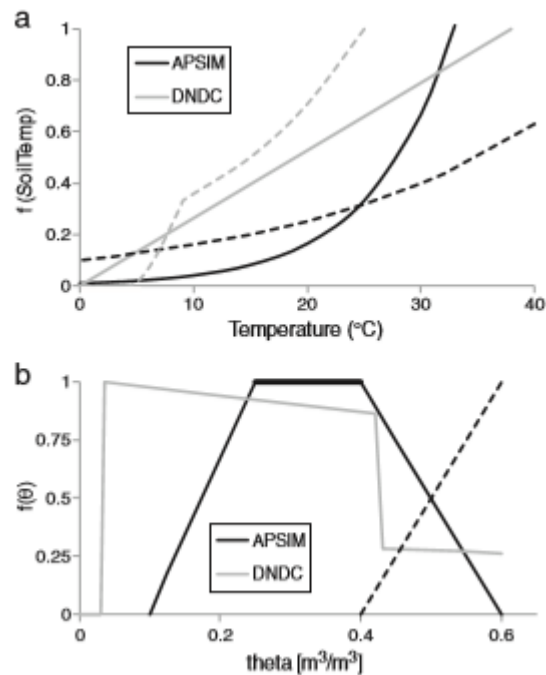 a
1
0.8
0.6
0.4
0.2
0
f (SoilTemp)
APSIM
DNDC
0 10 20 30 40
Temperature (°C)
b
1
0.75
0.5
0.25
0
f(θ)
APSIM
DNDC
0 0.2 0.4 0.6
theta [m³/m³]